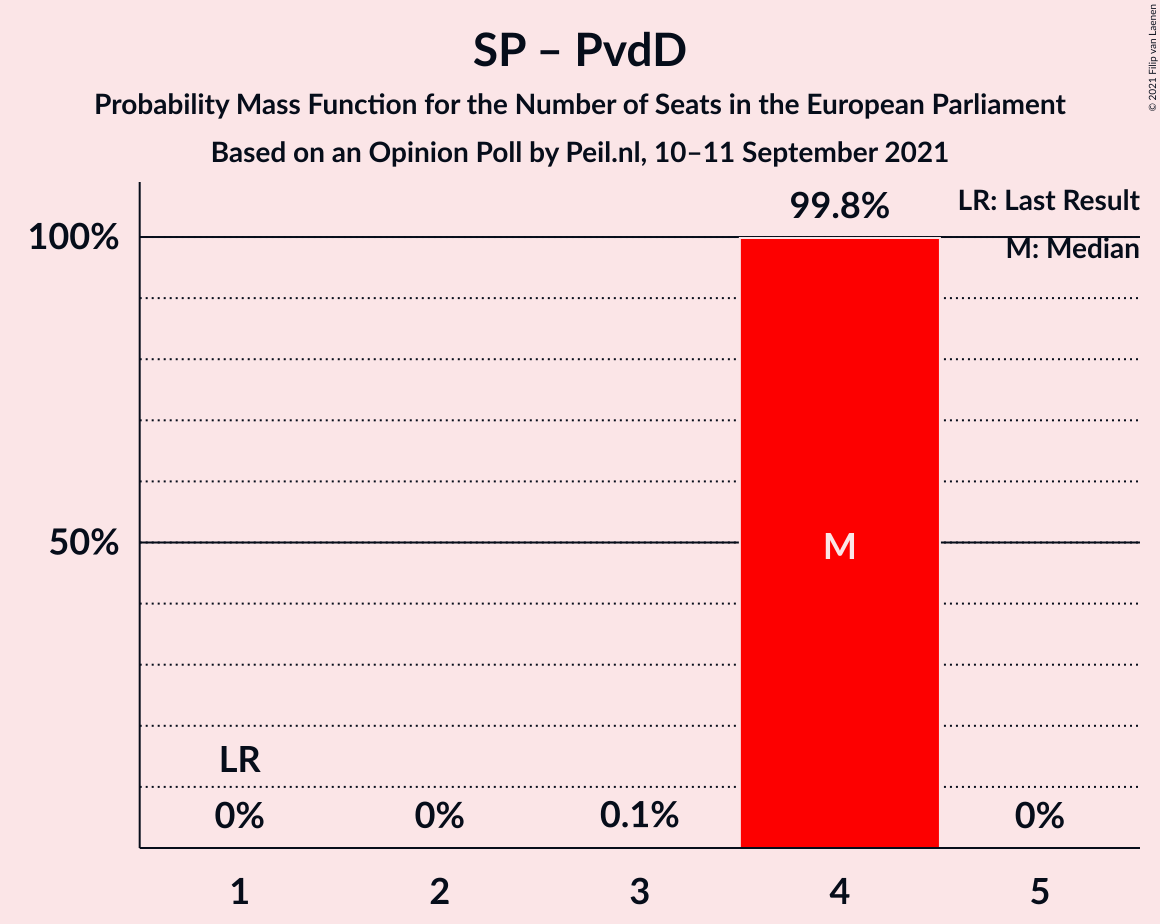 SP – PvdD
Probability Mass Function for the Number of Seats in the European Parliament
Based on an Opinion Poll by Peil.nl, 10–11 September 2021
© 2021 Filip van Laenen
LR: Last Result
M: Median
100%
50%
99.8%
M
LR
0%
0%
0.1%
0%
1
2
3
4
5